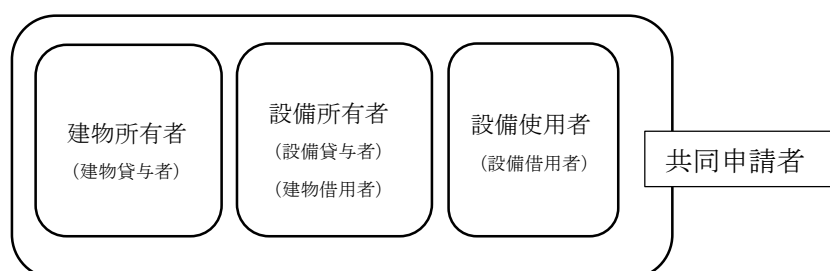 建物所有者
(建物貸与者)
設備所有者
(設備貸与者)
(建物借用者)
設備使用者
(設備借用者)
共同申請者